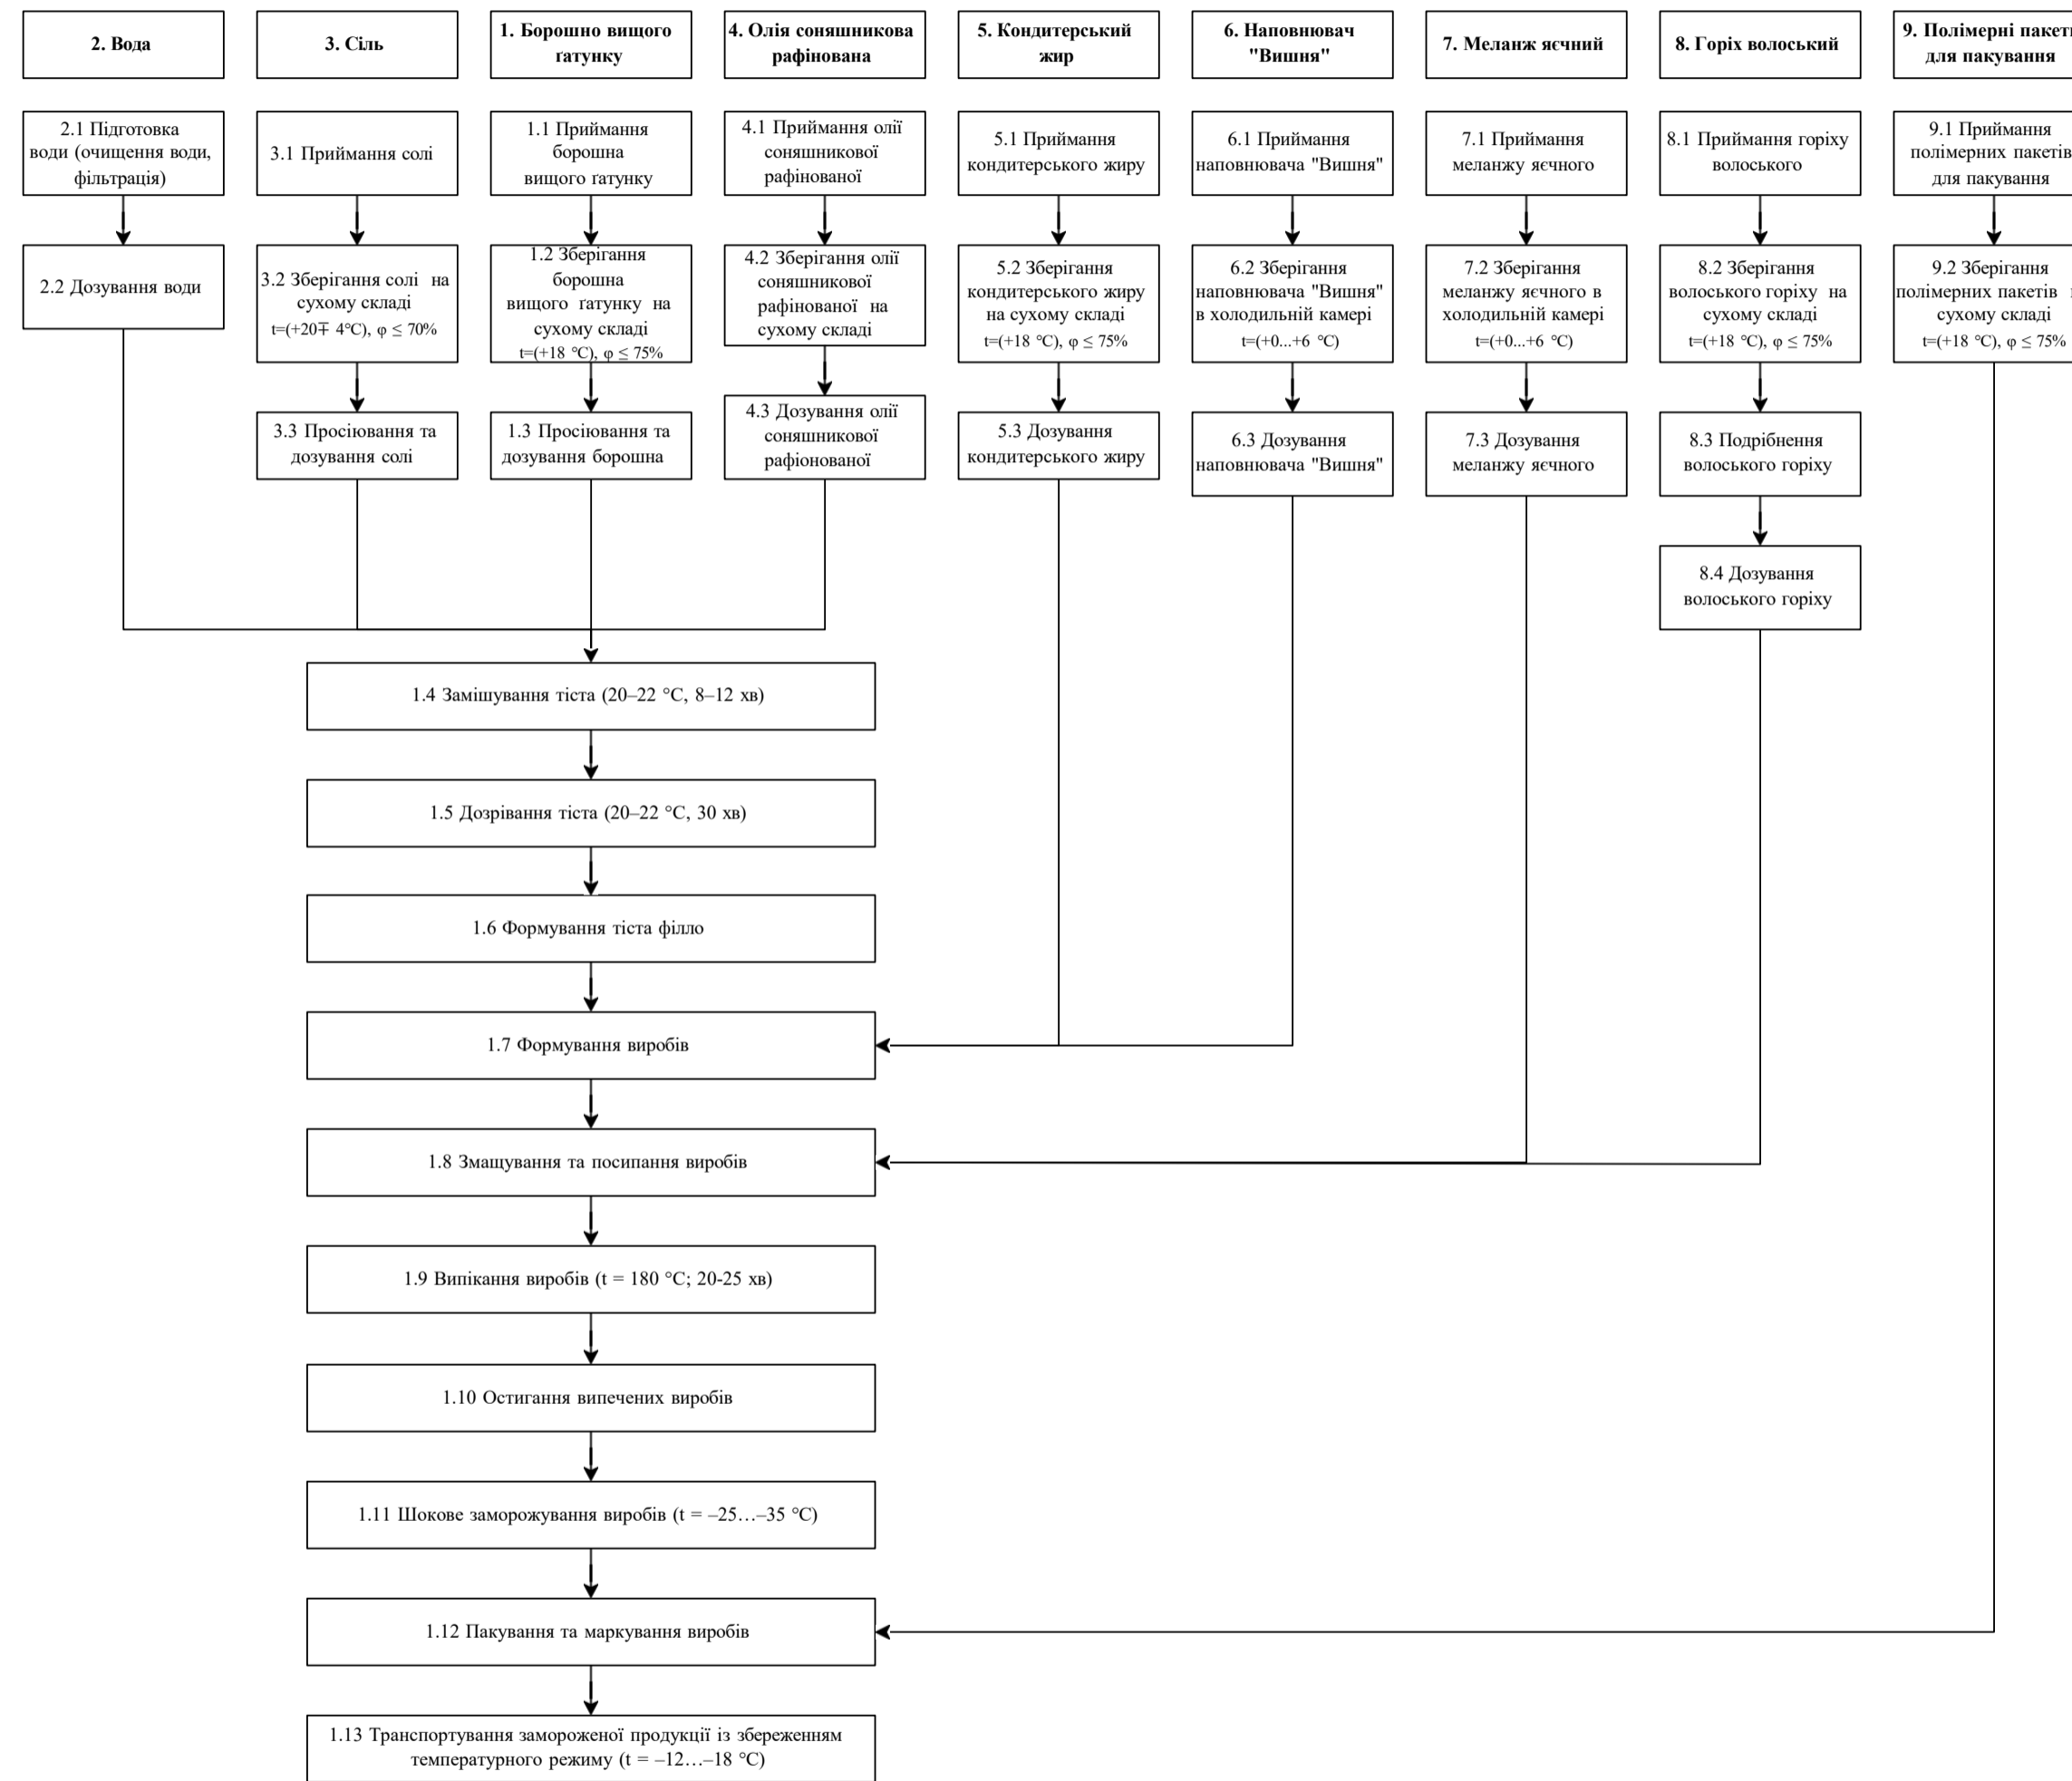 2. Вода
3. Сіль
1. Борошно вищого
ґатунку
4. Олія соняшникова
рафінована
5. Кондитерський
жир
6. Наповнювач
"Вишня"
7. Меланж яєчний
8. Горіх волоський
9. Полімерні пакет
для пакування
2.1 Підготовка
води (очищення води,
фільтрація)
3.1 Приймання солі
1.1 Приймання
борошна
вищого ґатунку
4.1 Приймання олії
соняшникової
рафінованої
5.1 Приймання
кондитерського жиру
6.1 Приймання
наповнювача "Вишня"
7.1 Приймання
меланжу яєчного
8.1 Приймання горіху
волоського
9.1 Приймання
полімерних пакетів
для пакування
2.2 Дозування води
3.2 Зберігання солі на
сухому складі
t=(+20∓ 4°C), φ ≤ 70%
1.2 Зберігання
борошна
вищого ґатунку на
сухому складі
t=(+18 °C), φ ≤ 75%
4.2 Зберігання олії
соняшникової
рафінованої на
сухому складі
5.2 Зберігання
кондитерського жиру
на сухому складі
t=(+18 °C), φ ≤ 75%
6.2 Зберігання
наповнювача "Вишня"
в холодильній камері
t=(+0...+6 °C)
7.2 Зберігання
меланжу яєчного в
холодильній камері
t=(+0...+6 °C)
8.2 Зберігання
волоського горіху на
сухому складі
t=(+18 °C), φ ≤ 75%
9.2 Зберігання
полімерних пакетів
сухому складі
t=(+18 °C), φ ≤ 75%
3.3 Просіювання та
дозування солі
1.3 Просіювання та
дозування борошна
4.3 Дозування олії
соняшникової
рафіонованої
5.3 Дозування
кондитерського жиру
6.3 Дозування
наповнювача "Вишня"
7.3 Дозування
меланжу яєчного
8.3 Подрібнення
волоського горіху
8.4 Дозування
волоського горіху
1.4 Замішування тіста (20–22 °C, 8–12 хв)
1.5 Дозрівання тіста (20–22 °C, 30 хв)
1.6 Формування тіста філло
1.7 Формування виробів
1.8 Змащування та посипання виробів
1.9 Випікання виробів (t = 180 °C; 20-25 хв)
1.10 Остигання випечених виробів
1.11 Шокове заморожування виробів (t = –25…–35 °C)
1.12 Пакування та маркування виробів
1.13 Транспортування замороженої продукції із збереженням
температурного режиму (t = –12…–18 °C)